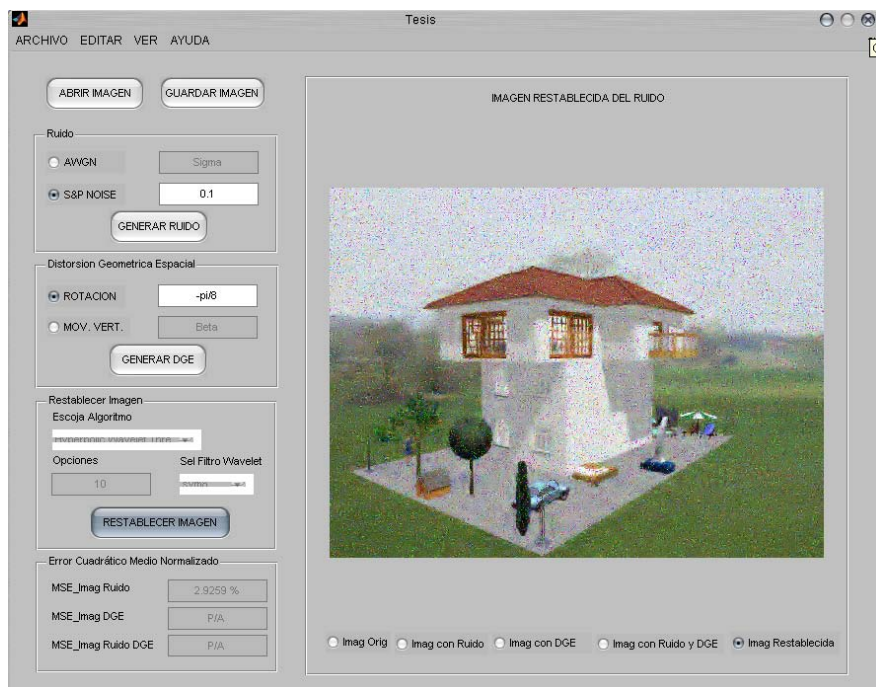 Tesis
ARCHIVO EDITAR VER AYUDA
ABRIR IMAGEN GUARDAR IMAGEN
Ruido
AWGN Sigma
S&P NOISE 0.1
GENERAR RUIDO
Distorsion Geometrica Espacial
ROTACION -pi/8
MOV. VERT. Beta
GENERAR DGE
Restablecer Imagen
Escoja Algoritmo
Opciones Sel Filtro Wavelet
10
RESTABLECER IMAGEN
Error Cuadrático Medio Normalizado
MSE_Imag Ruido 2.9259 %
MSE_Imag DGE P/A
MSE_Imag Ruido DGE P/A
IMAGEN RESTABLECIDA DEL RUIDO
Imag Orig Imag con Ruido Imag con DGE Imag con Ruido y DGE Imag Restablecida